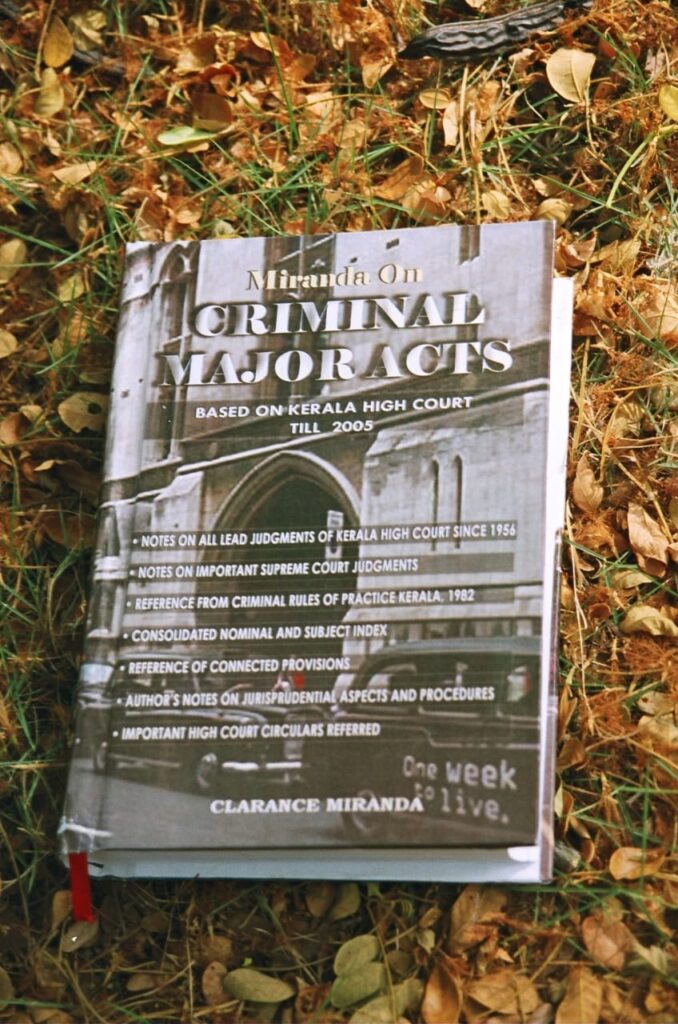 Miranda On
CRIMINAL
MAJOR ACTS
BASED ON KERALA HIGH COURT
TILL 2005
• NOTES ON ALL LEAD JUDGMENTS OF KERALA HIGH COURT SINCE 1956
• NOTES ON IMPORTANT SUPREME COURT JUDGMENTS
• REFERENCE FROM CRIMINAL RULES OF PRACTICE KERALA, 1982
• CONSOLIDATED NOMINAL AND SUBJECT INDEX
• REFERENCE OF CONNECTED PROVISIONS
• AUTHOR'S NOTES ON JURISPRUDENTIAL ASPECTS AND PROCEDURES
• IMPORTANT HIGH COURT CIRCULARS REFERRED
One week
to live.
CLARANCE MIRANDA